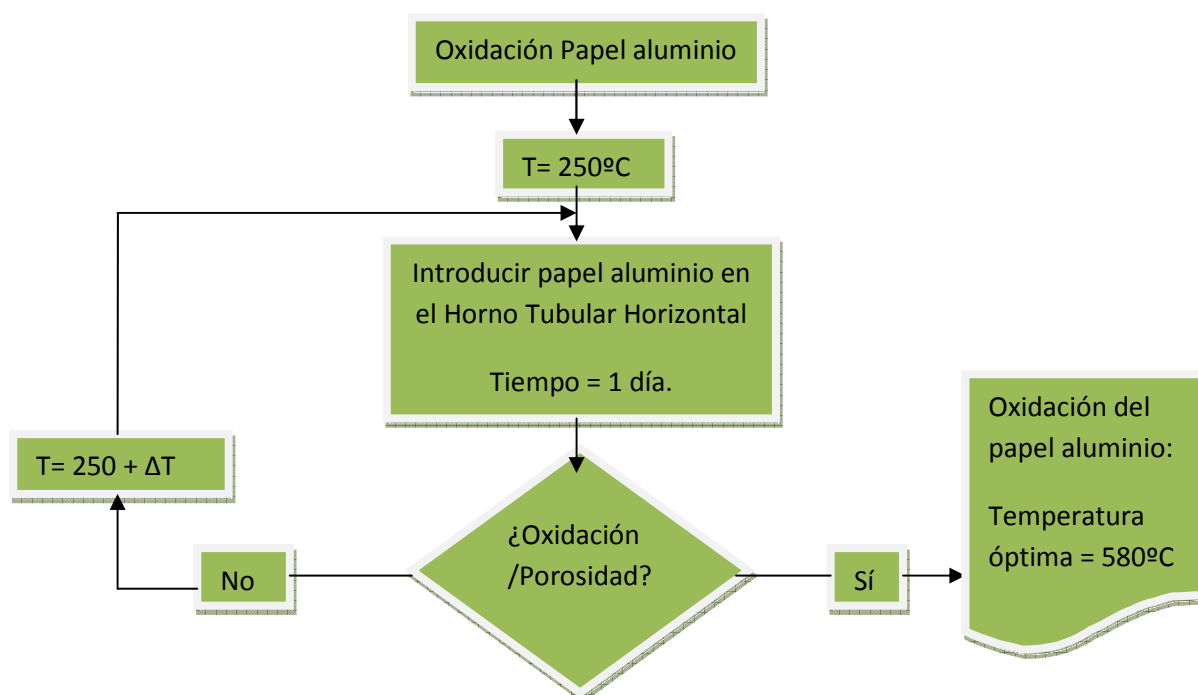 Oxidación Papel aluminio
T= 250ºC
Introducir papel aluminio en
el Horno Tubular Horizontal
Tiempo = 1 día.
T= 250 + ΔT
¿Oxidación
/Porosidad?
No
Sí
Oxidación del
papel aluminio:
Temperatura
óptima = 580ºC